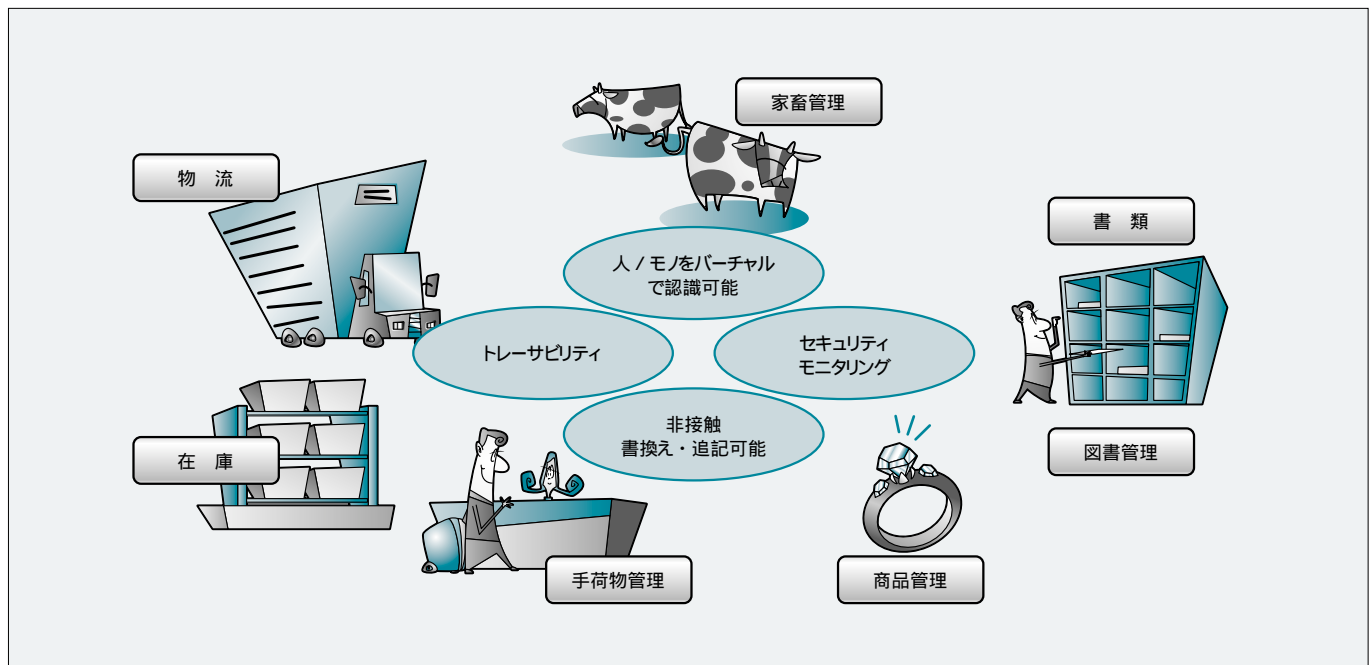 家畜管理
物　流
書　類
人 / モノをバーチャル
で認識可能
トレーサビリティ
セキュリティ
モニタリング
非接触
書換え・追記可能
在　庫
図書管理
手荷物管理
商品管理